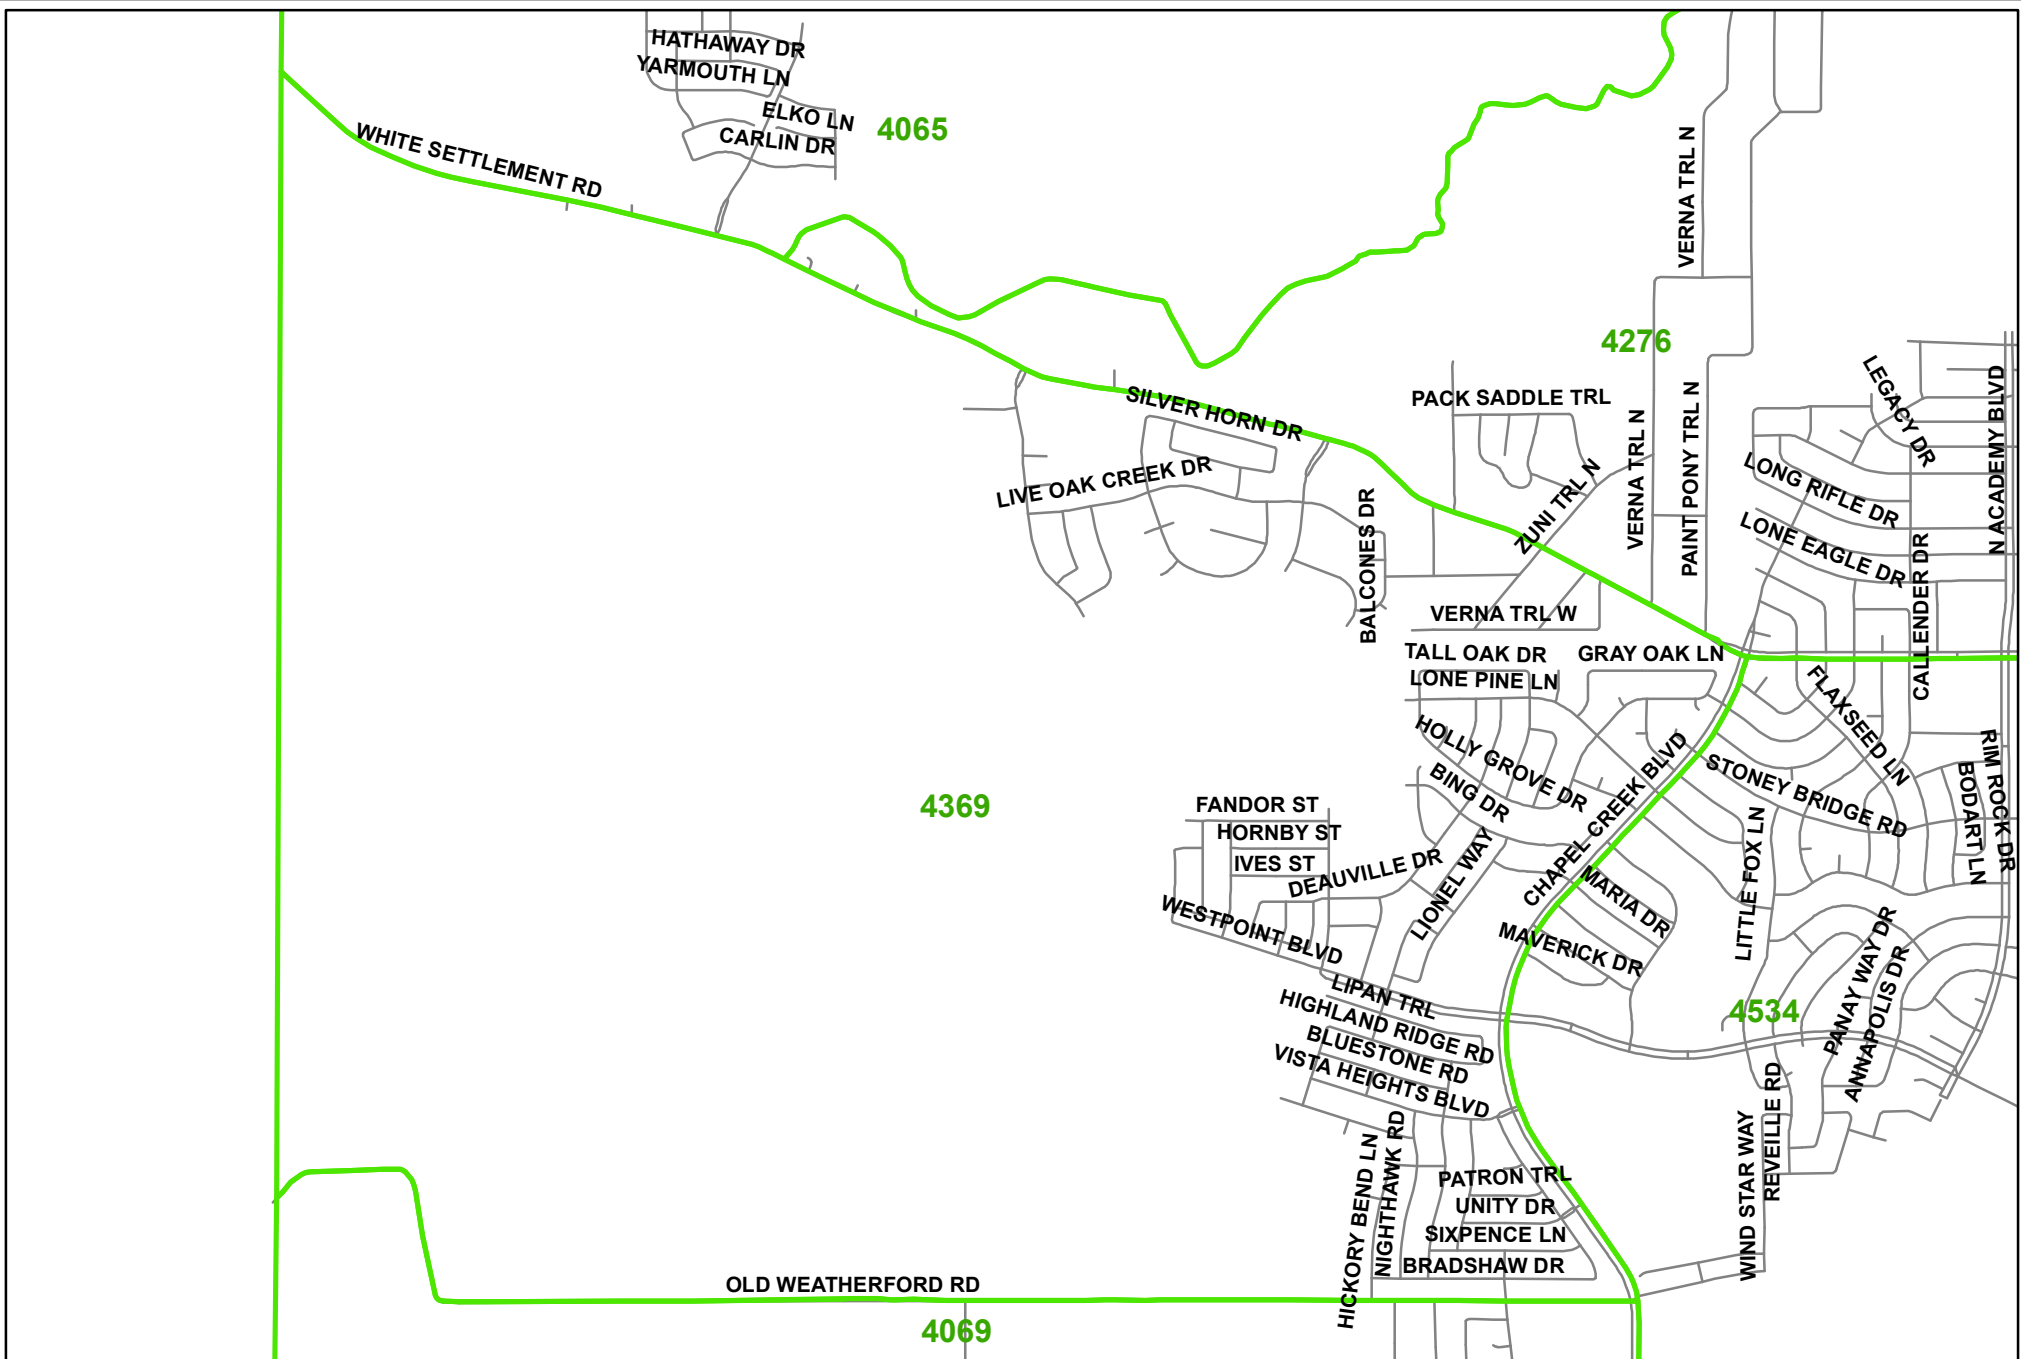 HATHAWAY DR
YARMOUTH LN
ELKO LN
CARLIN DR
4065
WHITE SETTLEMENT RD
VERNA TRL N
4276
SILVER HORN DR
LIVE OAK CREEK DR
PACK SADDLE TRL
LEGACY DR
N ACADEMY BLVD
VERNA TRL N
PAINT PONY TRL N
LONG RIFLE DR
ZUNI TRL N
LONE EAGLE DR
BALCONES DR
CALLENDER DR
VERNA TRL W
TALL OAK DR
GRAY OAK LN
LONE PINE LN
FLAXSEED LN
HOLLY GROVE DR
BING DR
CHAPEL CREEK BLVD
STONEY BRIDGE RD
RIM ROCK DR
BODART LN
4369
FANDOR ST
HORNBY ST
IVES ST
DEAUVILLE DR
LIONEL WAY
WESTPOINT BLVD
MARIA DR
LITTLE FOX LN
MAVERICK DR
PANAY WAY DR
ANNAPOLIS DR
4534
LIPAN TRL
HIGHLAND RIDGE RD
BLUESTONE RD
VISTA HEIGHTS BLVD
HICKORY BEND LN
NIGHTHAWK RD
PATRON TRL
UNITY DR
SIXPENCE LN
BRADSHAW DR
WIND STAR WAY
REVEILLE RD
OLD WEATHERFORD RD
4069